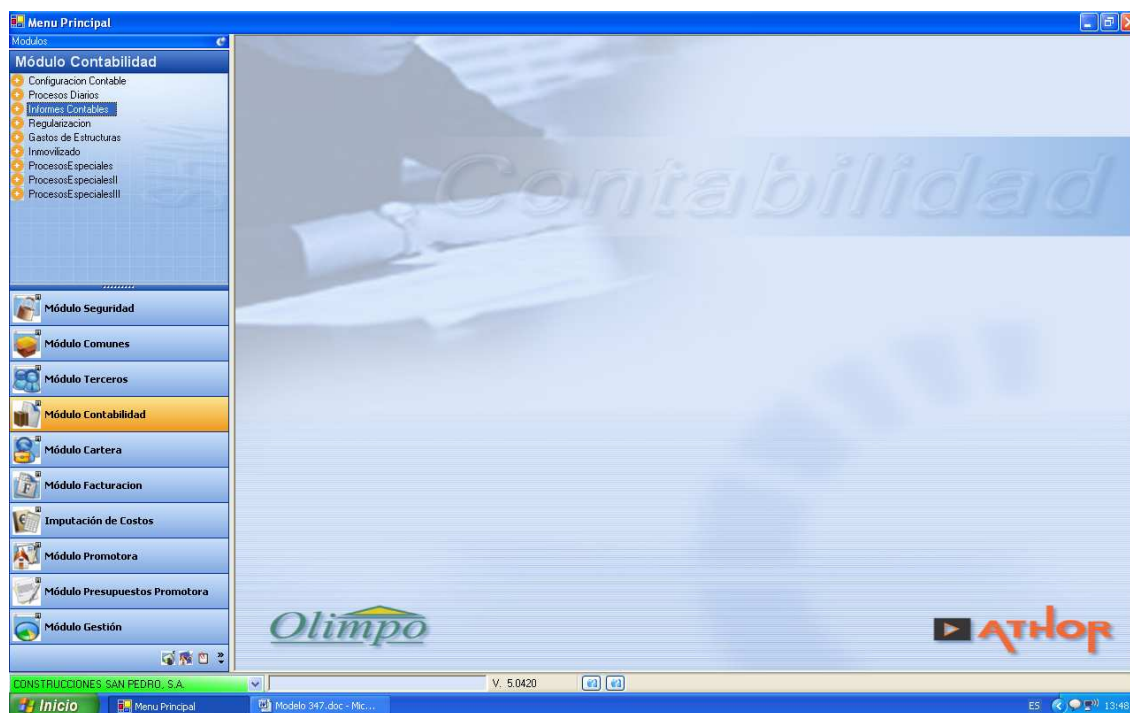 Menu Principal
Modulos
Módulo Contabilidad
Configuracion Contable
Procesos Diarios
Informes Contables
Regularizacion
Gastos de Estructuras
Inmovilizado
ProcesosEspeciales
ProcesosEspecialesII
ProcesosEspecialesIII
Contabilidad
Módulo Seguridad
Módulo Comunes
Módulo Terceros
Módulo Contabilidad
Módulo Cartera
Módulo Facturacion
Imputación de Costos
Módulo Promotora
Módulo Presupuestos Promotora
Módulo Gestión
Olimpo
ATHOR
CONSTRUCCIONES SAN PEDRO, S.A.
V. 5.0420
Inicio
Menu Principal
Modelo 347.doc - Mic...
ES
13:48